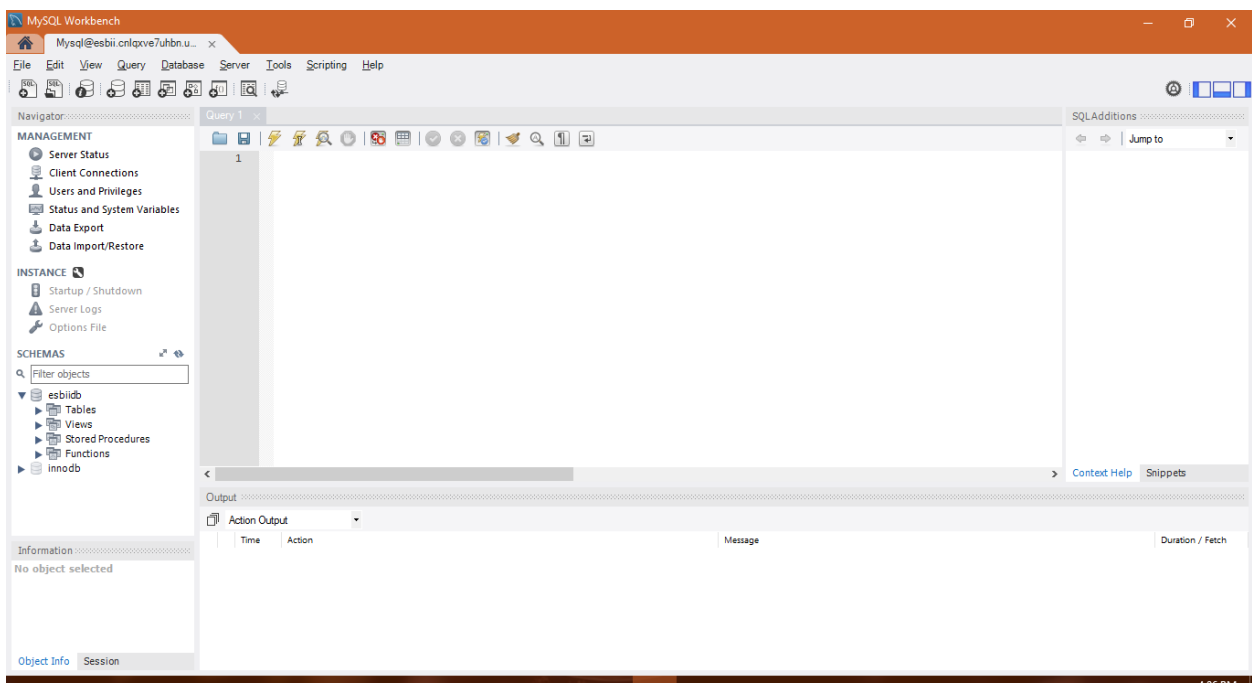 MySQL Workbench
Mysql@esbii.cnlqxve7uhbn.u...
File Edit View Query Database Server Tools Scripting Help
Navigator
Query 1
SQLAdditions
MANAGEMENT
Jump to
Server Status
1
Client Connections
Users and Privileges
Status and System Variables
Data Export
Data Import/Restore
INSTANCE
Startup / Shutdown
Server Logs
Options File
SCHEMAS
Filter objects
esbiidb
Tables
Views
Stored Procedures
Functions
innodb
Context Help Snippets
Output
Action Output
Time Action Message Duration / Fetch
Information
No object selected
Object Info Session